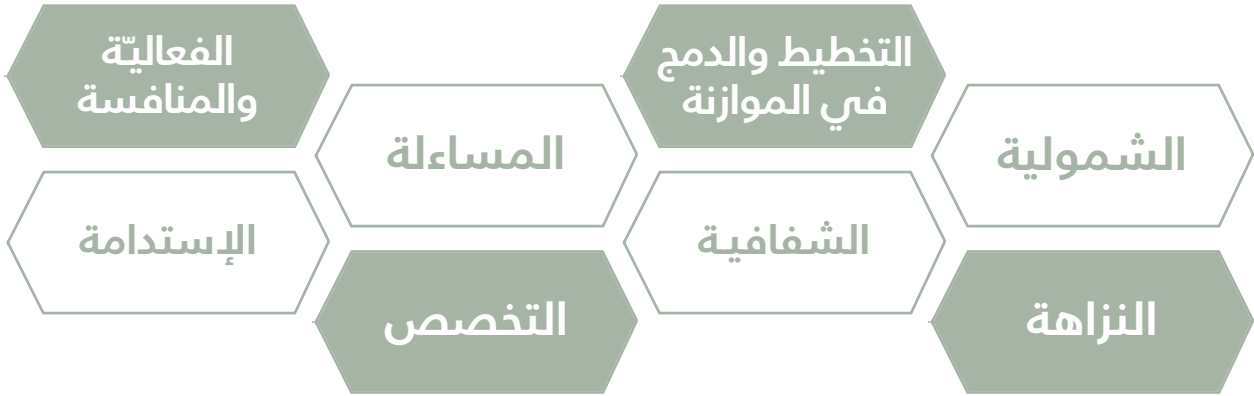 الشمولية
النزاهة
التخطيط والدمج
في الموازنة
الشفافية
المساءلة
التخصص
الفعاليّة
والمنافسة
الإستدامة